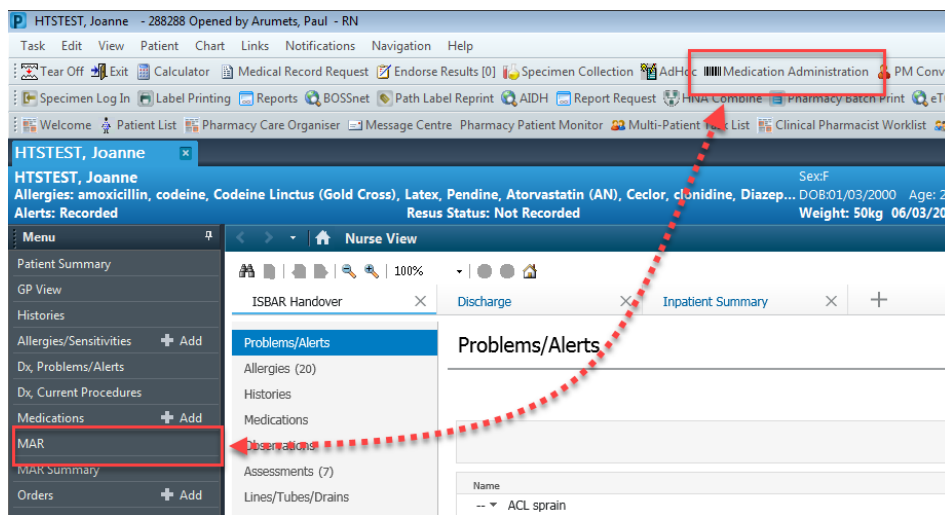 HTSTEST, Joanne - 288288 Opened by Arumets, Paul - RN
Task Edit View Patient Chart Links Notifications Navigation Help
Tear Off Exit Calculator Medical Record Request Endorse Results [0] Specimen Collection AdHoc Medication Administration PM Conv
Specimen Log In Label Printing Reports BOSSnet Path Label Reprint AIDH Report Request HNA Combine Pharmacy Batch Print
Welcome Patient List Pharmacy Care Organiser Message Centre Pharmacy Patient Monitor Multi-Patient Task List Clinical Pharmacist Worklist
HTSTEST, Joanne
HTSTEST, Joanne Sex:F
Allergies: amoxicillin, codeine, Codeine Linctus (Gold Cross), Latex, Pendine, Atorvastatin (AN), Ceclor, clonidine, Diazep... DOB:01/03/2000 Age: 2
Alerts: Recorded Resus Status: Not Recorded Weight: 50kg 06/03/20
Menu
Nurse View
Patient Summary
GP View
Histories
Allergies/Sensitivities + Add
Dx, Problems/Alerts
Dx, Current Procedures
Medications + Add
MAR
MAR Summary
Orders + Add
100%
ISBAR Handover
Discharge
Inpatient Summary
Problems/Alerts
Allergies (20)
Histories
Medications
Observations
Assessments (7)
Lines/Tubes/Drains
Problems/Alerts
Name
-- ACL sprain